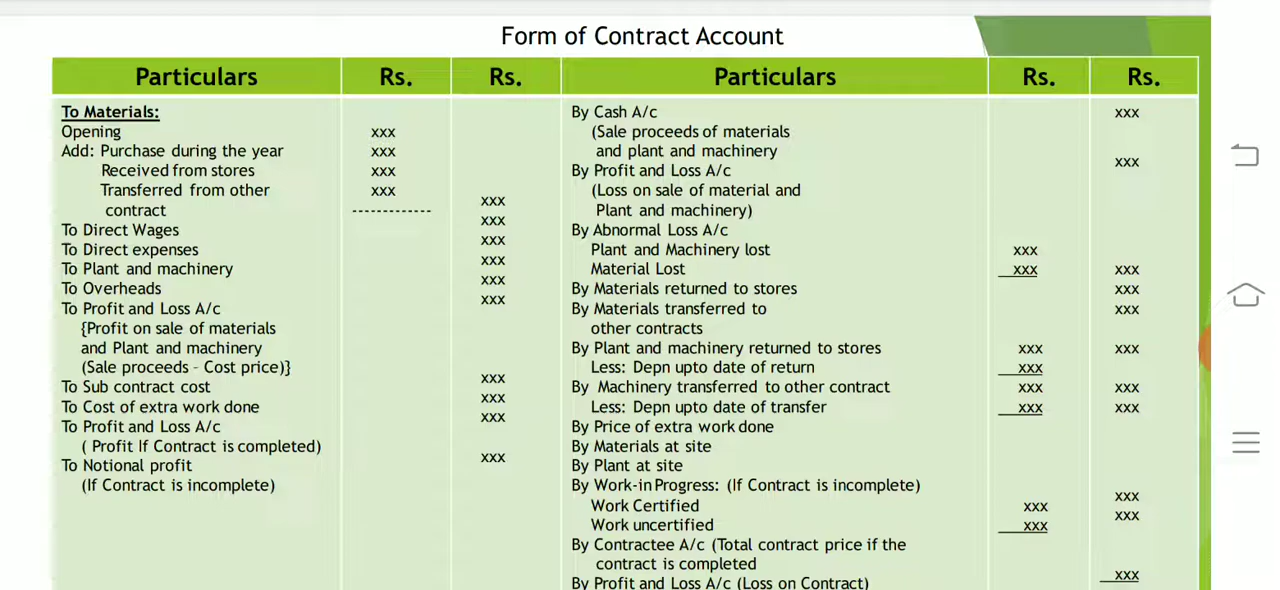 Form of Contract Account
Particulars Rs. Rs. Particulars Rs. Rs.
To Materials:
Opening xxx
Add: Purchase during the year xxx
Received from stores xxx
Transferred from other xxx
contract -------------
xxx
To Direct Wages xxx
To Direct expenses xxx
To Plant and machinery xxx
To Overheads xxx
To Profit and Loss A/c xxx
{Profit on sale of materials
and Plant and machinery
(Sale proceeds – Cost price)}
To Sub contract cost xxx
To Cost of extra work done xxx
To Profit and Loss A/c xxx
( Profit If Contract is completed)
To Notional profit xxx
(If Contract is incomplete)
By Cash A/c xxx
(Sale proceeds of materials
and plant and machinery
By Profit and Loss A/c xxx
(Loss on sale of material and
Plant and machinery)
By Abnormal Loss A/c
Plant and Machinery lost xxx
Material Lost xxx xxx
By Materials returned to stores xxx
By Materials transferred to xxx
other contracts
By Plant and machinery returned to stores xxx xxx
Less: Depn upto date of return xxx
By Machinery transferred to other contract xxx xxx
Less: Depn upto date of transfer xxx xxx
By Price of extra work done
By Materials at site
By Plant at site
By Work-in Progress: (If Contract is incomplete) xxx
Work Certified xxx xxx
Work uncertified xxx
By Contractee A/c (Total contract price if the
contract is completed
By Profit and Loss A/c (Loss on Contract) xxx